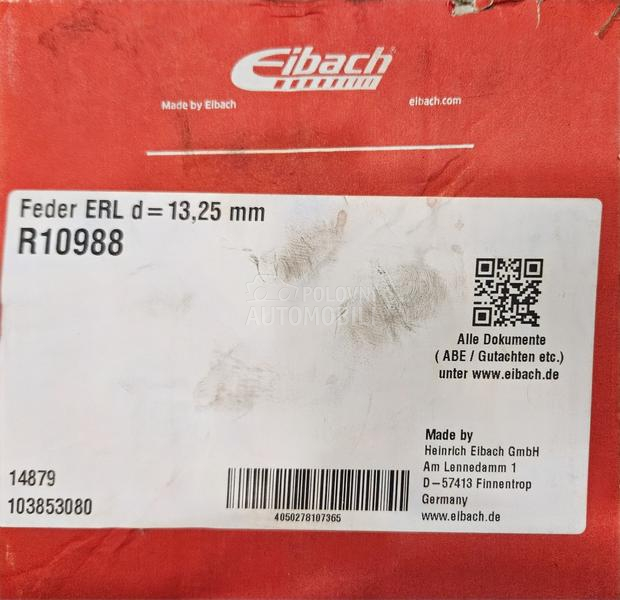 Eibach®
Made by Eibach
eibach.com
Feder ERL d=13,25 mm
R10988
POLOVNI
AUTOMOBILI
Alle Dokumente
( ABE / Gutachten etc.)
unter www.eibach.de
Made by
Heinrich Eibach GmbH
Am Lennedamm 1
D-57413 Finnentrop
Germany
www.eibach.de
14879
103853080
4050278107365